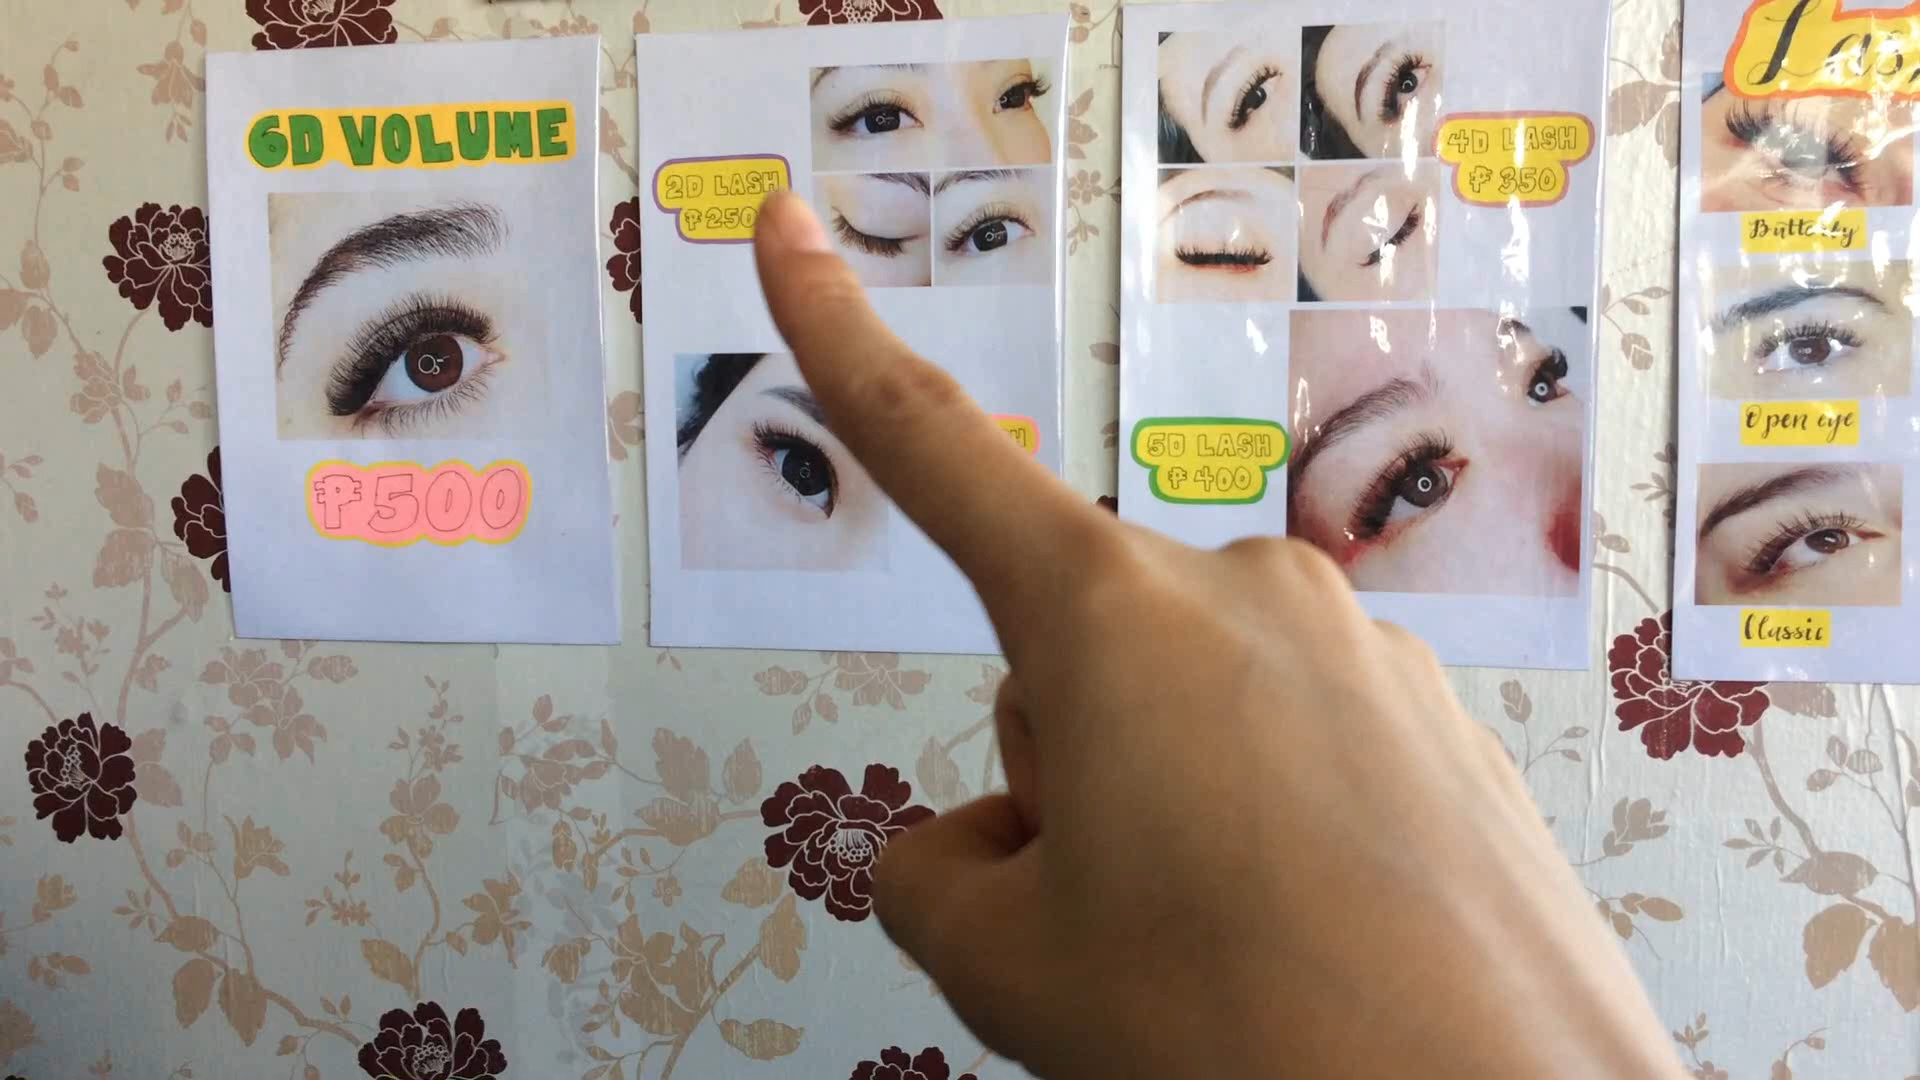 6D VOLUME
₱500
2D LASH
₱250
4D LASH
₱350
5D LASH
₱400
Butterfly
Open eye
Classic